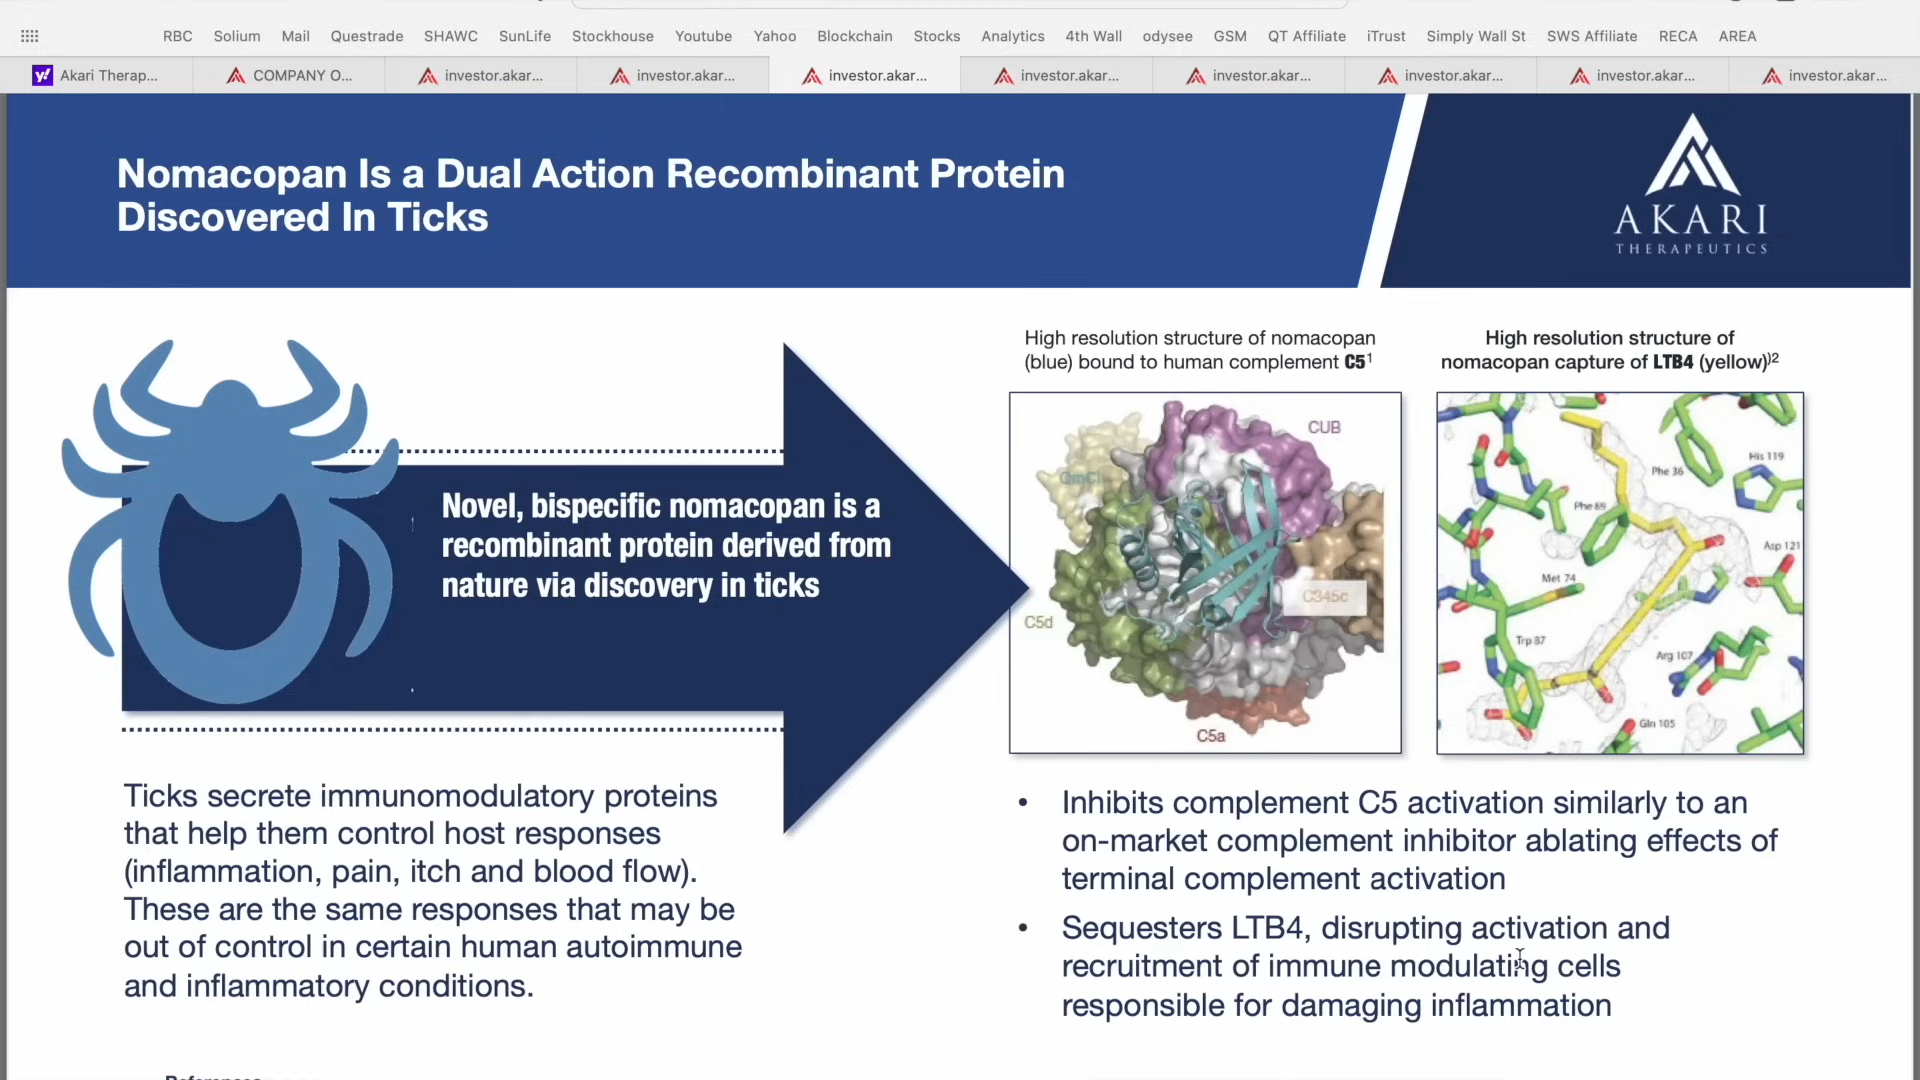 RBC Solium Mail Questrade SHAWC SunLife Stockhouse Youtube Yahoo Blockchain Stocks Analytics 4th Wall odysee GSM QT Affiliate iTrust Simply Wall St SWS Affiliate RECA AREA
y! Akari Therap... COMPANY O... investor.akar... investor.akar... investor.akar... investor.akar... investor.akar... investor.akar... investor.akar... investor.akar...
Nomacopan Is a Dual Action Recombinant Protein
Discovered In Ticks
AKARI
THERAPEUTICS
Novel, bispecific nomacopan is a
recombinant protein derived from
nature via discovery in ticks
Ticks secrete immunomodulatory proteins
that help them control host responses
(inflammation, pain, itch and blood flow).
These are the same responses that may be
out of control in certain human autoimmune
and inflammatory conditions.
High resolution structure of nomacopan
(blue) bound to human complement C5¹
CUB
OmCI
C345c
C5d
C5a
High resolution structure of
nomacopan capture of LTB4 (yellow)²
His 119
Phe 36
Phe 89
Asp 121
Met 74
Trp 87
Arg 107
Gln 105
• Inhibits complement C5 activation similarly to an
on-market complement inhibitor ablating effects of
terminal complement activation
• Sequesters LTB4, disrupting activation and
recruitment of immune modulating cells
responsible for damaging inflammation
References